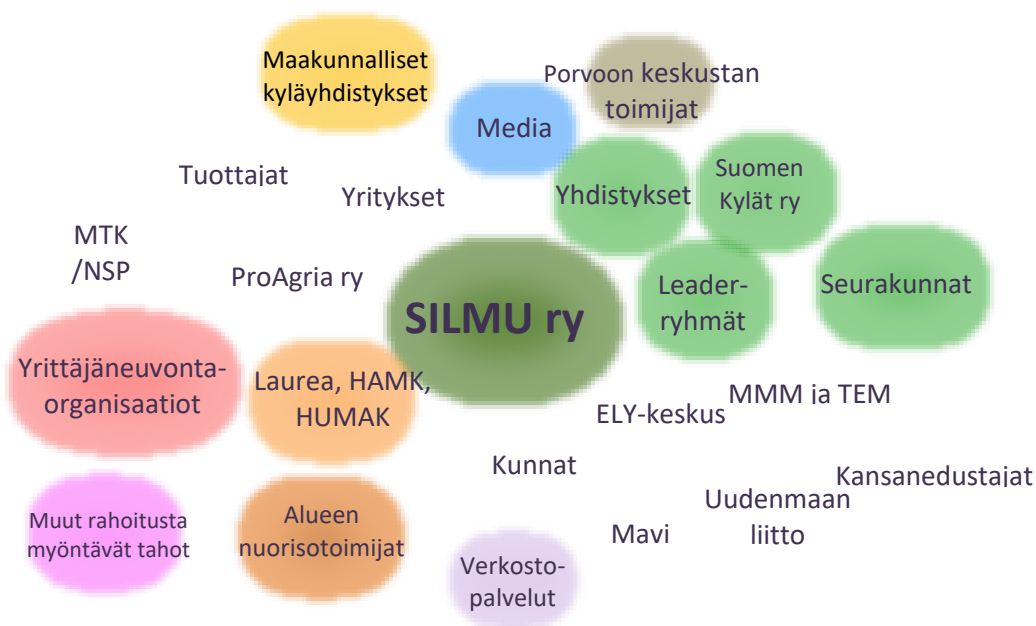 Maakunnalliset
kyläyhdistykset
Porvoon keskustan
toimijat
Media
Tuottajat
Yritykset
Yhdistykset
Suomen
Kylät ry
MTK
/NSP
ProAgria ry
SILMU ry
Leader-
ryhmät
Seurakunnat
Yrittäjäneuvonta-
organisaatiot
Laurea, HAMK,
HUMAK
ELY-keskus
MMM ja TEM
Kunnat
Kansanedustajat
Uudenmaan
liitto
Mavi
Muut rahoitusta
myöntävät tahot
Alueen
nuorisotoimijat
Verkosto-
palvelut